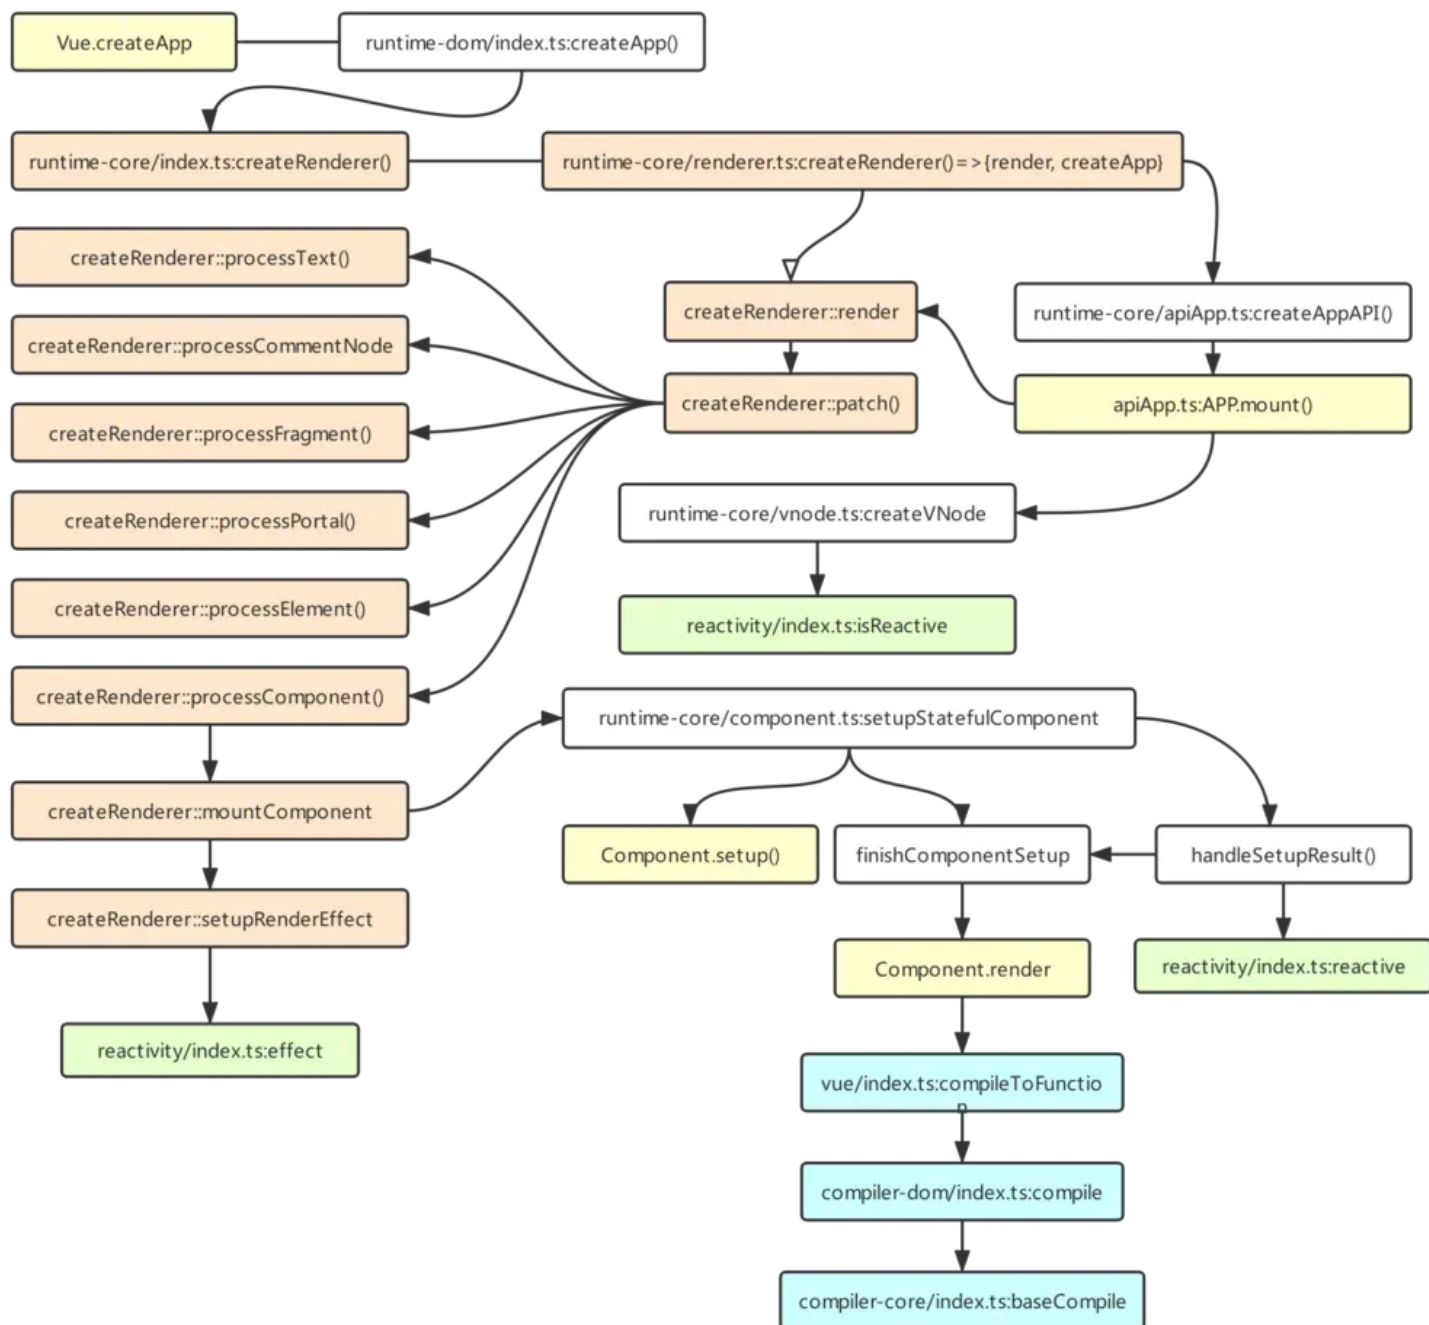 Vue.createApp
runtime-dom/index.ts:createApp()
runtime-core/index.ts:createRenderer()
runtime-core/renderer.ts:createRenderer()=>{render, createApp}
createRenderer::processText()
createRenderer::render
runtime-core/apiApp.ts:createAppAPI()
createRenderer::processCommentNode
createRenderer::patch()
apiApp.ts:APP.mount()
createRenderer::processFragment()
createRenderer::processPortal()
runtime-core/vnode.ts:createVNode
createRenderer::processElement()
reactivity/index.ts:isReactive
createRenderer::processComponent()
runtime-core/component.ts:setupStatefulComponent
createRenderer::mountComponent
Component.setup()
finishComponentSetup
handleSetupResult()
createRenderer::setupRenderEffect
Component.render
reactivity/index.ts:reactive
reactivity/index.ts:effect
vue/index.ts:compileToFunctio
n
compiler-dom/index.ts:compile
compiler-core/index.ts:baseCompile